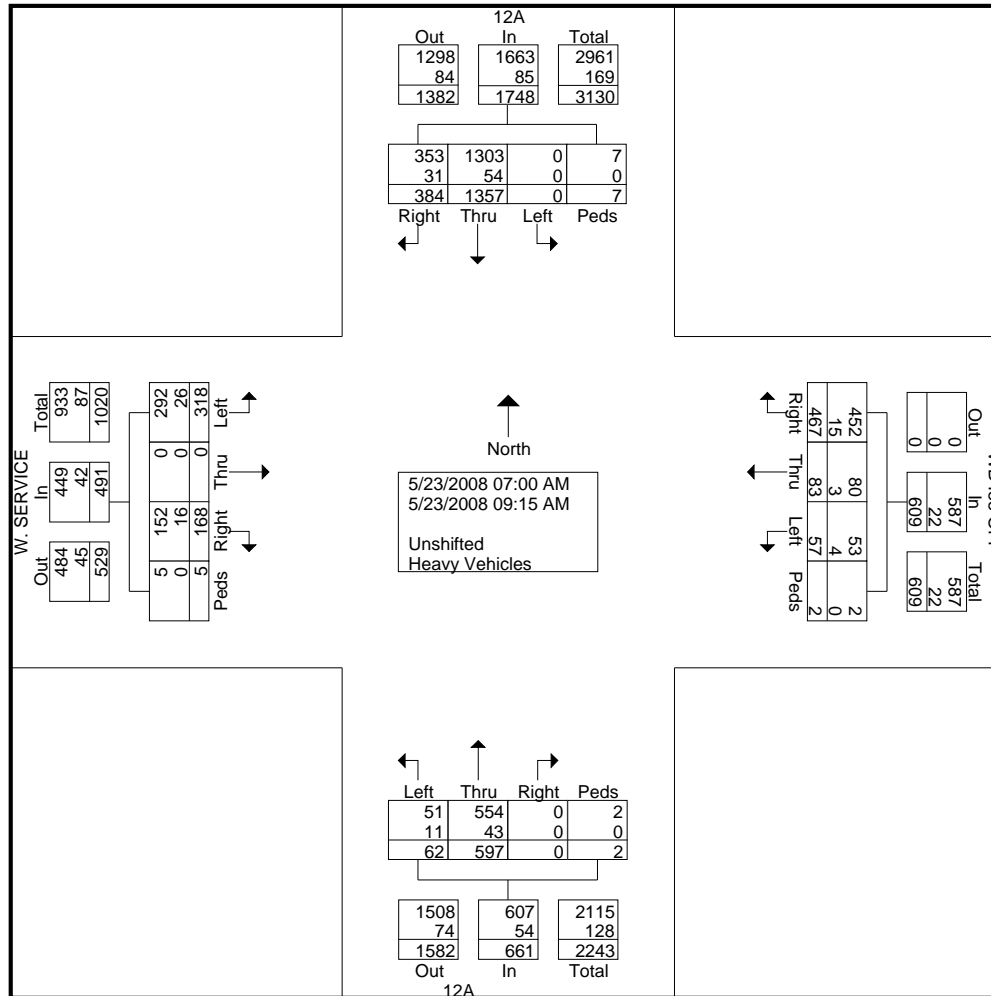 12A
Out In Total
1298 1663 2961
84 85 169
1382 1748 3130
353 1303 0 7
31 54 0 0
384 1357 0 7
Right Thru Left Peds
W. SERVICE
Total In Out
933 449 484
87 42 45
1020 491 529
292 0 152 5
26 0 16 0
318 0 168 5
Left Thru Right Peds
North
5/23/2008 07:00 AM
5/23/2008 09:15 AM
Unshifted
Heavy Vehicles
Out In Total
0 587 587
0 22 22
0 609 609
452 80 53 2
15 3 4 0
467 83 57 2
Right Thru Left Peds
Left Thru Right Peds
51 554 0 2
11 43 0 0
62 597 0 2
1508 607 2115
74 54 128
1582 661 2243
Out In Total
12A